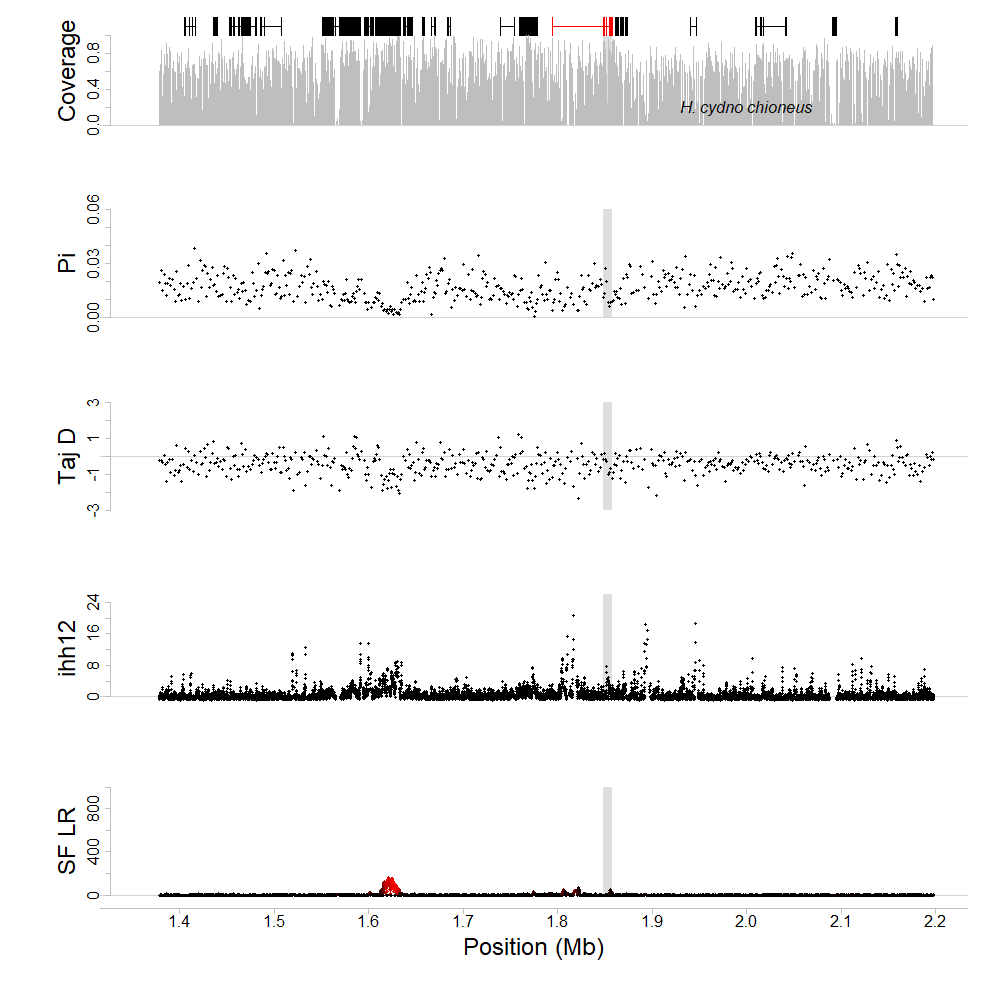 Coverage
0.0 0.4 0.8
H. cydno chioneus
Pi
0.00 0.03 0.06
Taj D
-3 -1 1 3
ihh12
0 8 16 24
SF LR
0 400 800
1.4 1.5 1.6 1.7 1.8 1.9 2.0 2.1 2.2
Position (Mb)